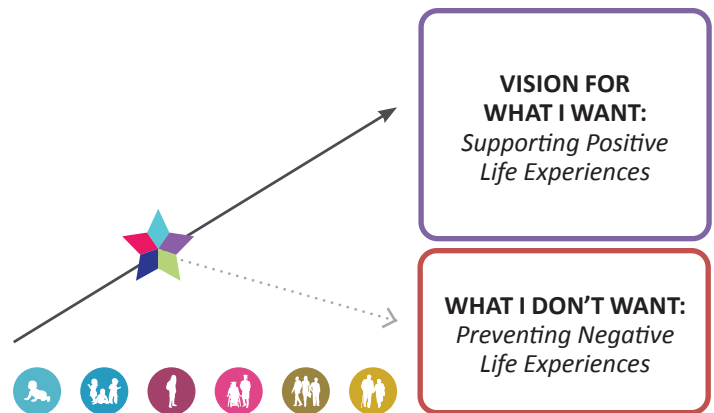 VISION FOR
WHAT I WANT:
Supporting Positive
Life Experiences
WHAT I DON’T WANT:
Preventing Negative
Life Experiences